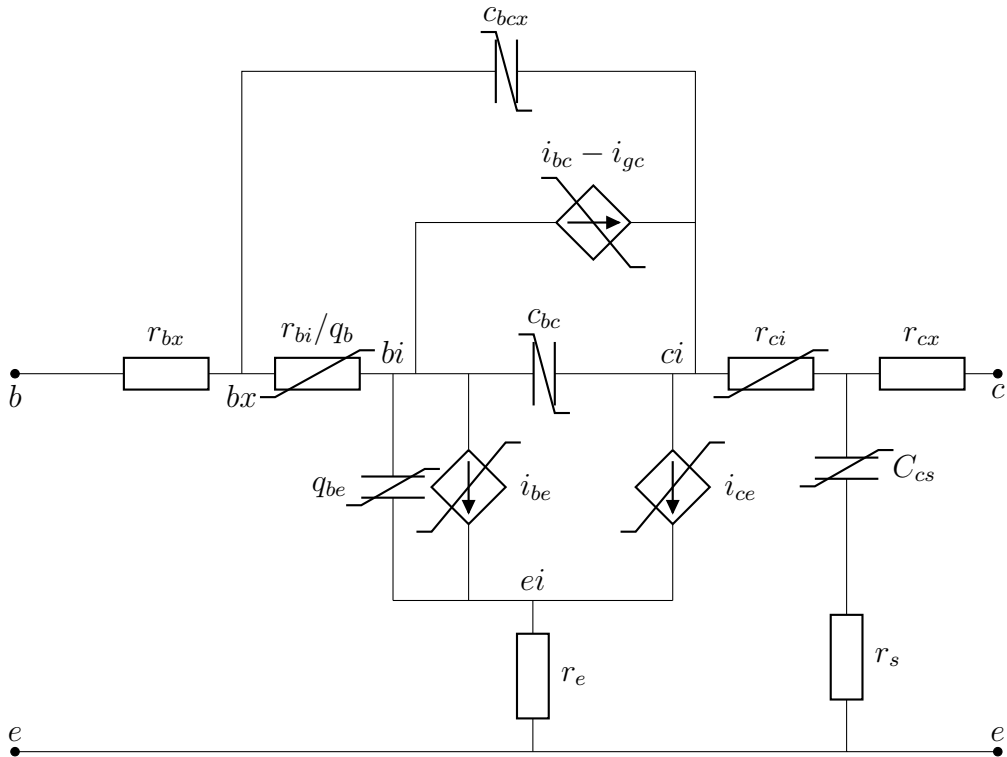 c_{bcx}
i_{bc} − i_{gc}
r_{bx}
r_{bi}/q_b
bi
c_{bc}
ci
r_{ci}
r_{cx}
b
bx
c
q_{be}
i_{be}
i_{ce}
C_{cs}
ei
r_e
r_s
e
e